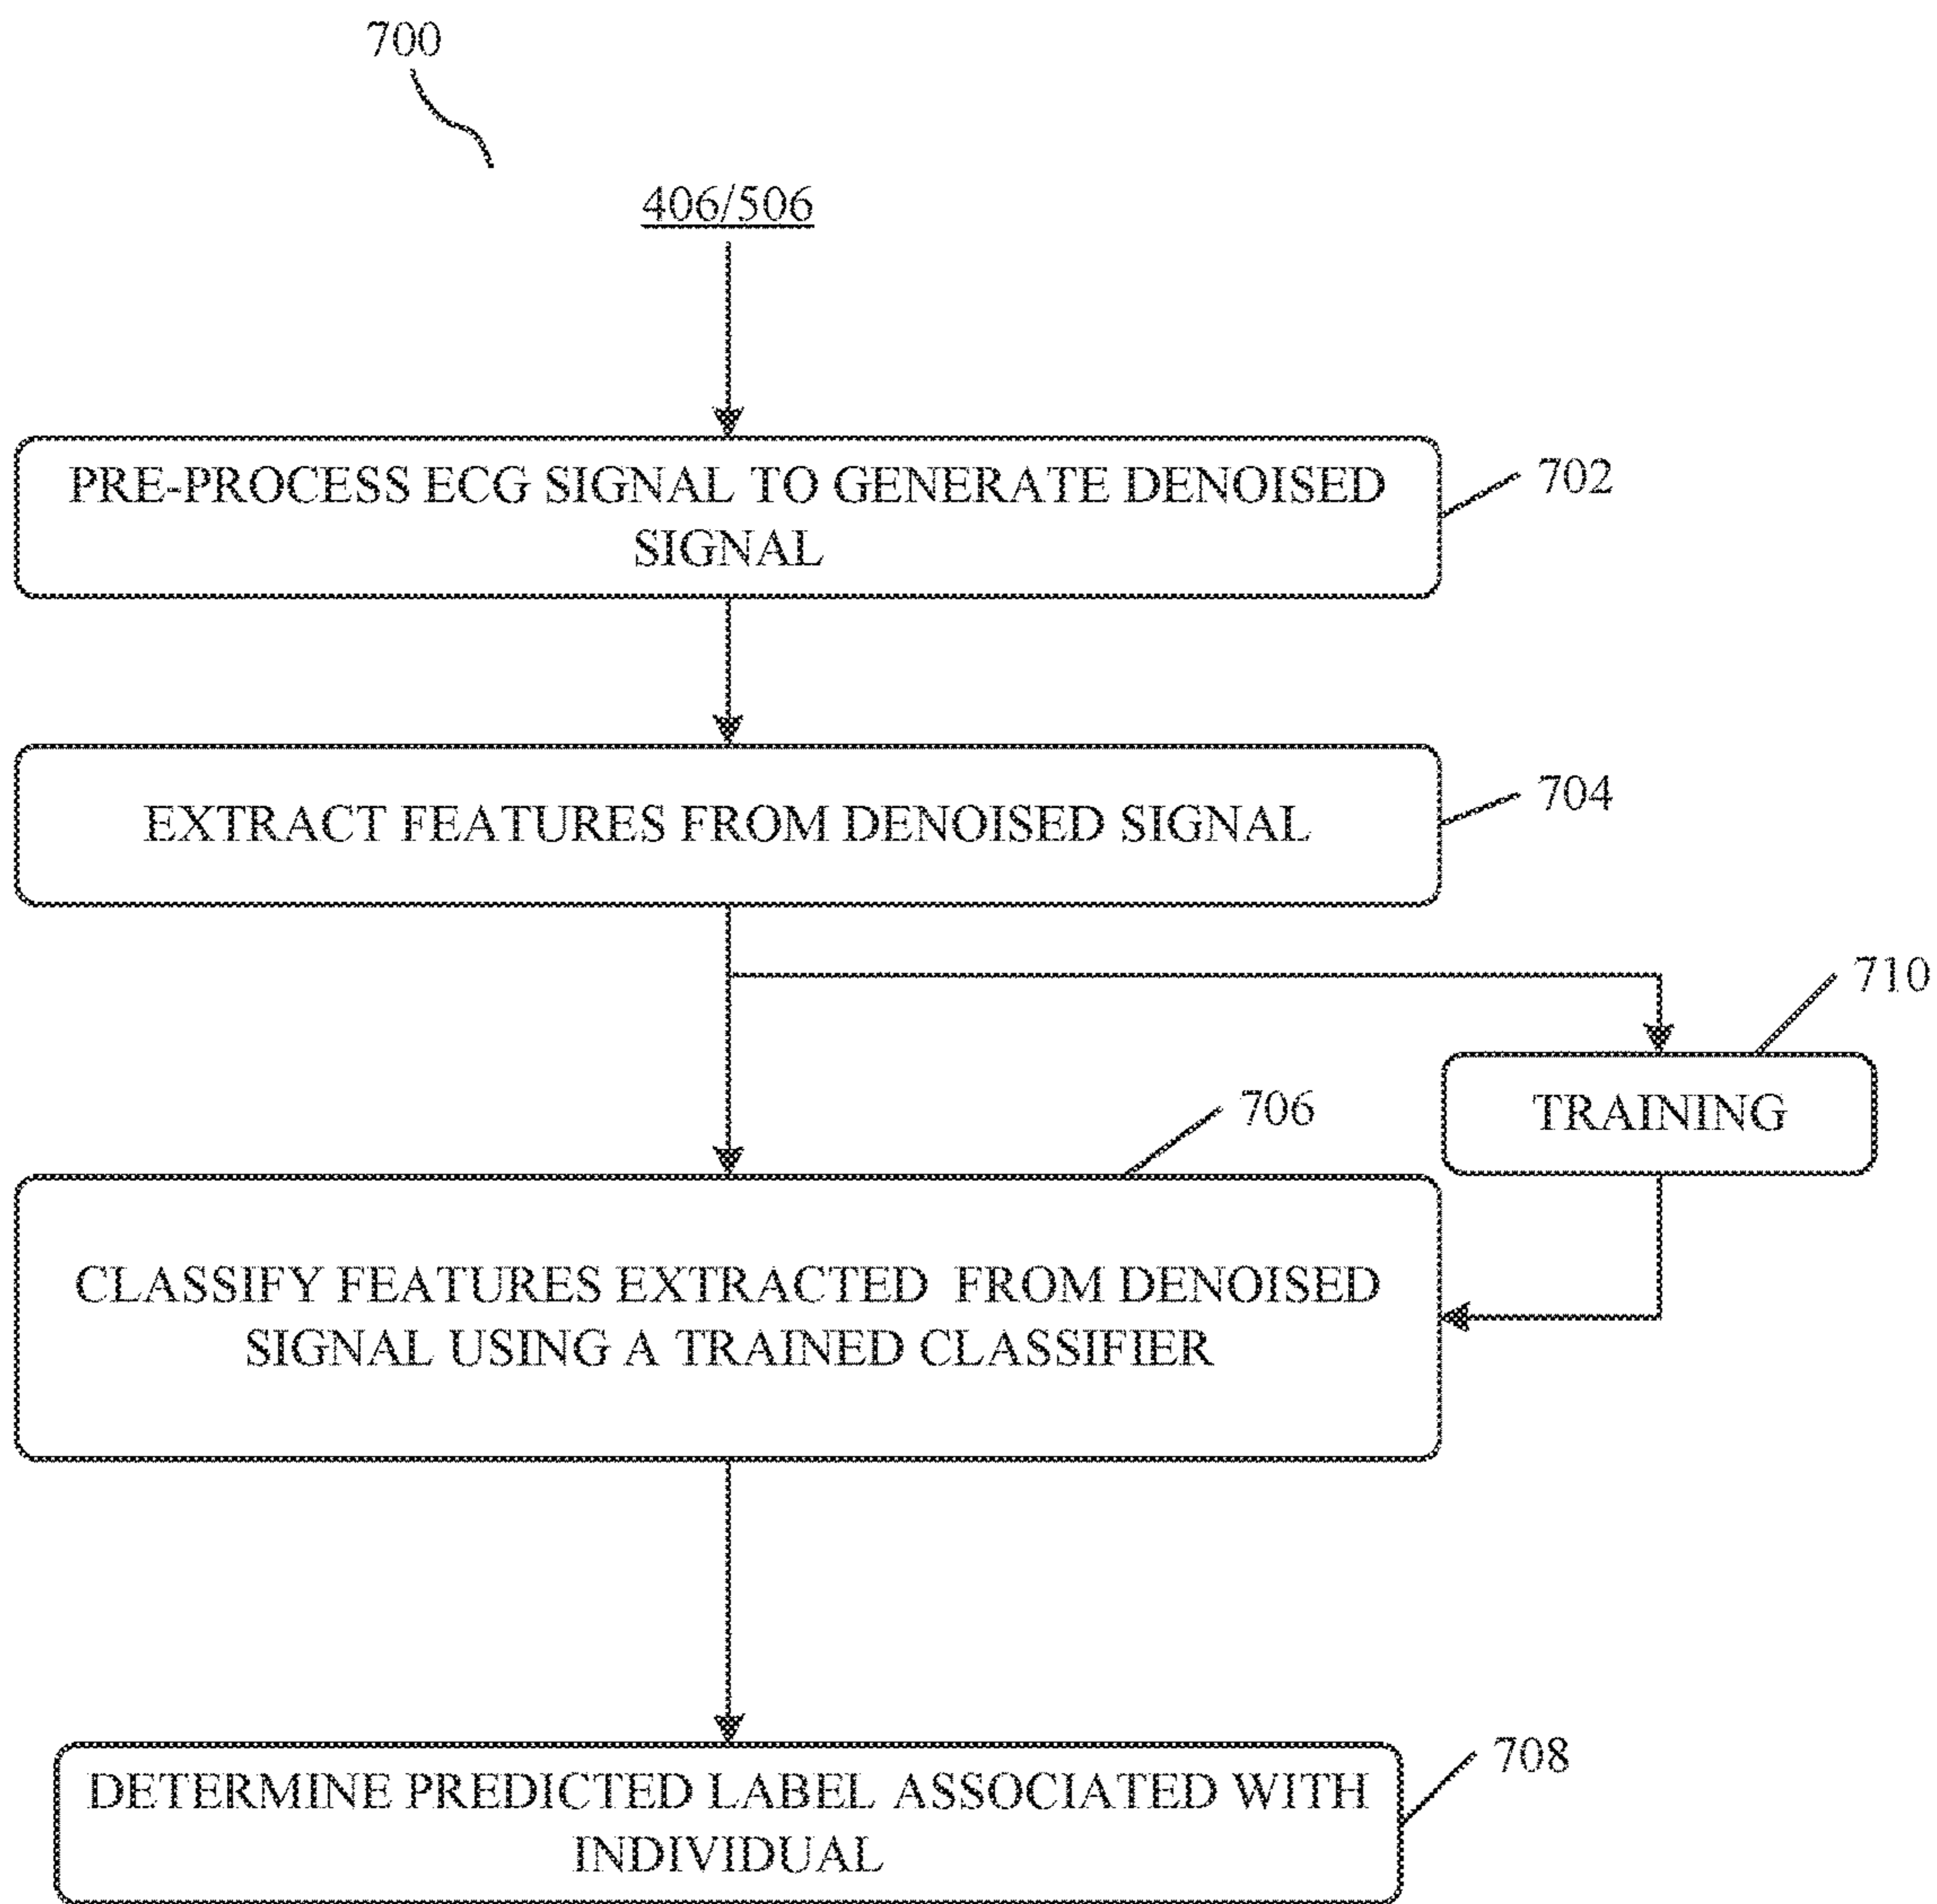 700
406/506
PRE-PROCESS ECG SIGNAL TO GENERATE DENOISED
SIGNAL
702
EXTRACT FEATURES FROM DENOISED SIGNAL
704
710
TRAINING
706
CLASSIFY FEATURES EXTRACTED FROM DENOISED
SIGNAL USING A TRAINED CLASSIFIER
708
DETERMINE PREDICTED LABEL ASSOCIATED WITH
INDIVIDUAL